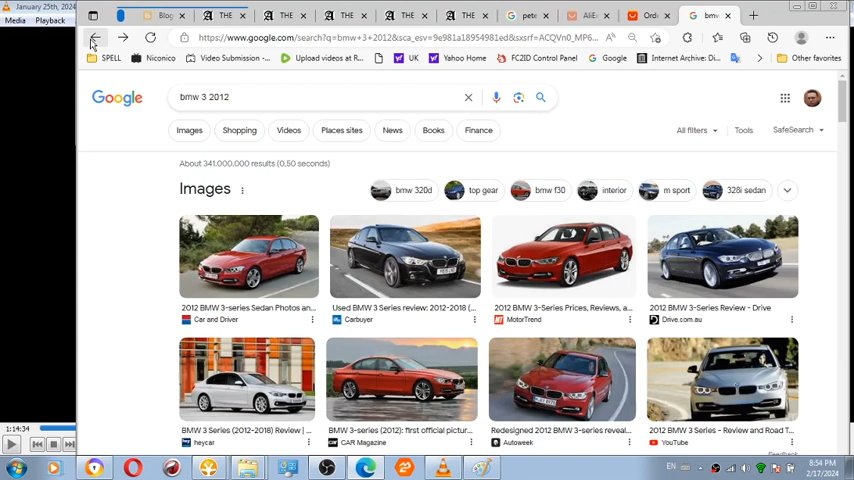 January 25th, 2024
Media Playback
Blog
THE
THE
THE
THE
THE
pete
AliEx
Orde
bmw
https://www.google.com/search?q=bmw+3+2012&sca_esv=9e981a18954981ed&sxsrf=ACQVn0_MP6...
SPELL
Niconico
Video Submission -...
Upload videos at R...
UK
Yahoo Home
FC2ID Control Panel
Google
Internet Archive: Di...
Other favorites
Google
bmw 3 2012
Images
Shopping
Videos
Places sites
News
Books
Finance
All filters
Tools
SafeSearch
About 341,000,000 results (0.50 seconds)
Images
bmw 320d
top gear
bmw f30
interior
m sport
328i sedan
2012 BMW 3-series Sedan Photos an...
Car and Driver
Used BMW 3 Series review: 2012-2018 (...
Carbuyer
2012 BMW 3-Series Prices, Reviews, a...
MotorTrend
2012 BMW 3-Series Review - Drive
Drive.com.au
BMW 3 Series (2012-2018) Review | ...
heycar
BMW 3-series (2012): first official pictur...
CAR Magazine
Redesigned 2012 BMW 3-series reveal...
Autoweek
2012 BMW 3 Series - Review and Road T...
YouTube
Feedback
1:14:34
EN
8:54 PM
2/17/2024